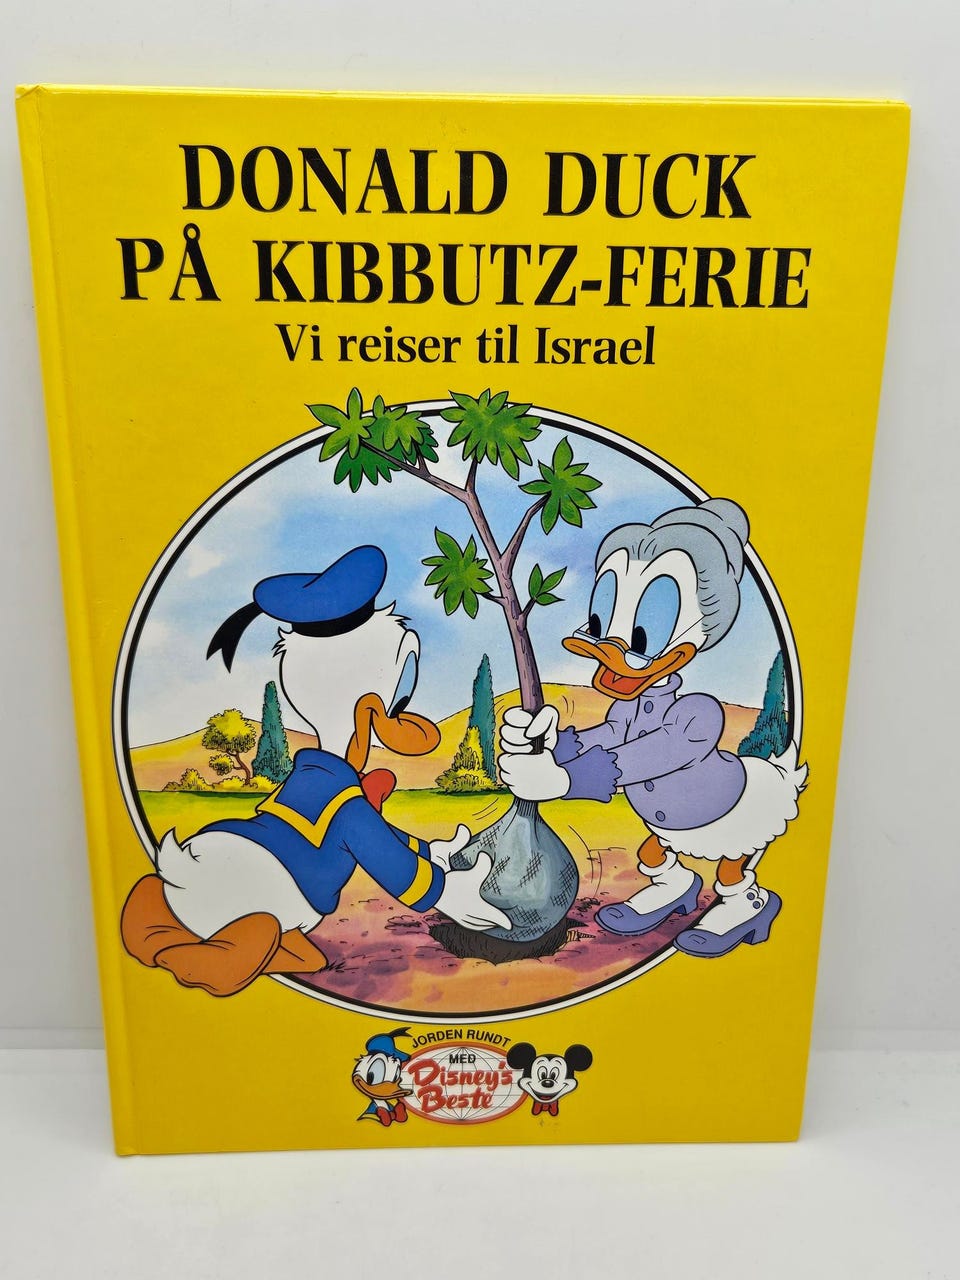 DONALD DUCK
PÅ KIBBUTZ-FERIE
Vi reiser til Israel
JORDEN RUNDT
MED
Disney's
Beste